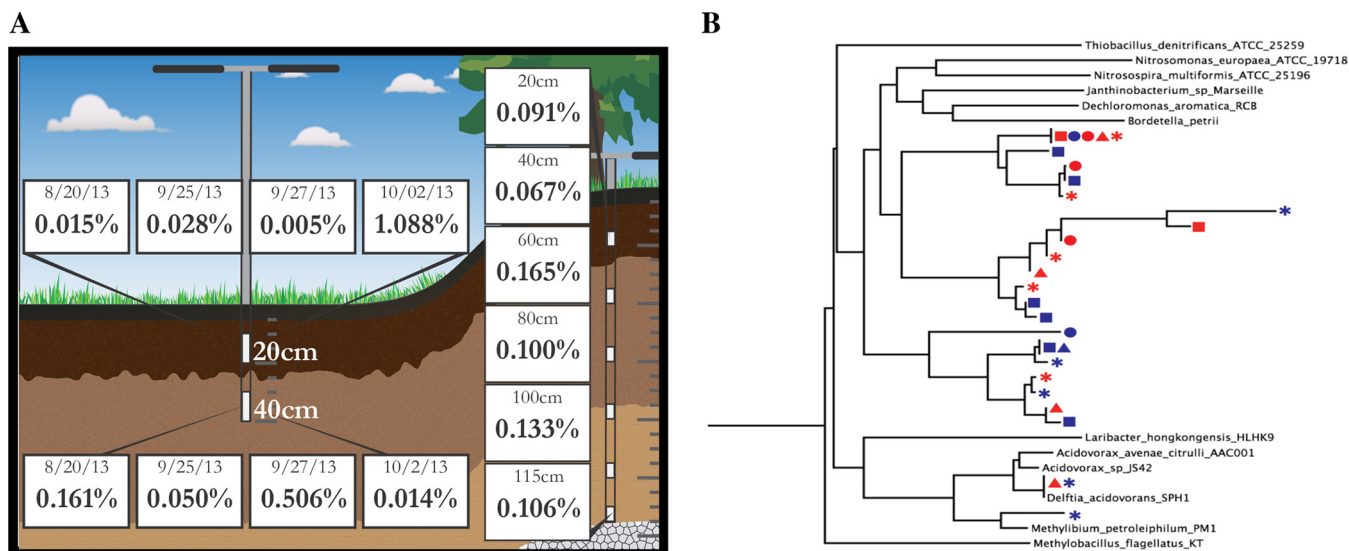 A
B
20cm
0.091%
40cm
0.067%
60cm
0.165%
80cm
0.100%
100cm
0.133%
115cm
0.106%
8/20/13 9/25/13 9/27/13 10/02/13
0.015% 0.028% 0.005% 1.088%
20cm
40cm
8/20/13 9/25/13 9/27/13 10/2/13
0.161% 0.050% 0.506% 0.014%
Thiobacillus_denitrificans_ATCC_25259
Nitrosomonas_europaea_ATCC_19718
Nitrosospira_multiformis_ATCC_25196
Janthinobacterium_sp_Marseille
Dechloromonas_aromatica_RCB
Bordetella_petrii
Laribacter_hongkongensis_HLHK9
Acidovorax_avenae_citrulli_AAC001
Acidovorax_sp_JS42
Delftia_acidovorans_SPH1
Methylibium_petroleiphilum_PM1
Methylobacillus_flagellatus_KT